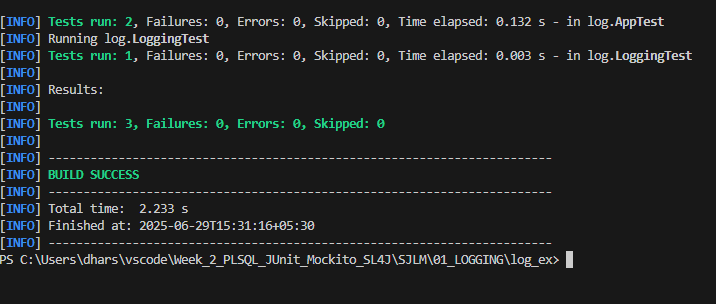 [INFO] Tests run: 2, Failures: 0, Errors: 0, Skipped: 0, Time elapsed: 0.132 s - in log.AppTest
[INFO] Running log.LoggingTest
[INFO] Tests run: 1, Failures: 0, Errors: 0, Skipped: 0, Time elapsed: 0.003 s - in log.LoggingTest
[INFO]
[INFO] Results:
[INFO]
[INFO] Tests run: 3, Failures: 0, Errors: 0, Skipped: 0
[INFO]
[INFO] ------------------------------------------------------------------------
[INFO] BUILD SUCCESS
[INFO] ------------------------------------------------------------------------
[INFO] Total time:  2.233 s
[INFO] Finished at: 2025-06-29T15:31:16+05:30
[INFO] ------------------------------------------------------------------------
PS C:\Users\dhars\vscode\Week_2_PLSQL_JUnit_Mockito_SL4J\SJLM\01_LOGGING\log_ex>